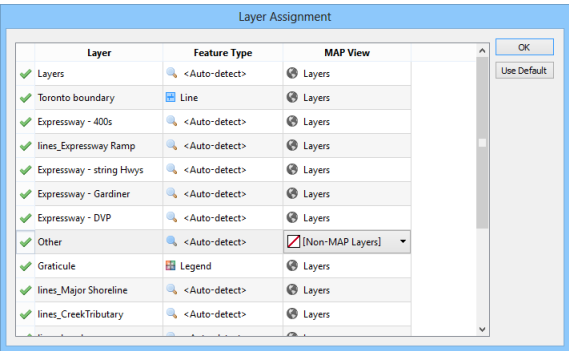 Layer Assignment
Layer Feature Type MAP View
OK
Use Default
Layers <Auto-detect> Layers
Toronto boundary Line Layers
Expressway - 400s <Auto-detect> Layers
lines_Expressway Ramp <Auto-detect> Layers
Expressway - string Hwys <Auto-detect> Layers
Expressway - Gardiner <Auto-detect> Layers
Expressway - DVP <Auto-detect> Layers
Other <Auto-detect> [Non-MAP Layers]
Graticule Legend Layers
lines_Major Shoreline <Auto-detect> Layers
lines_CreekTributary <Auto-detect> Layers